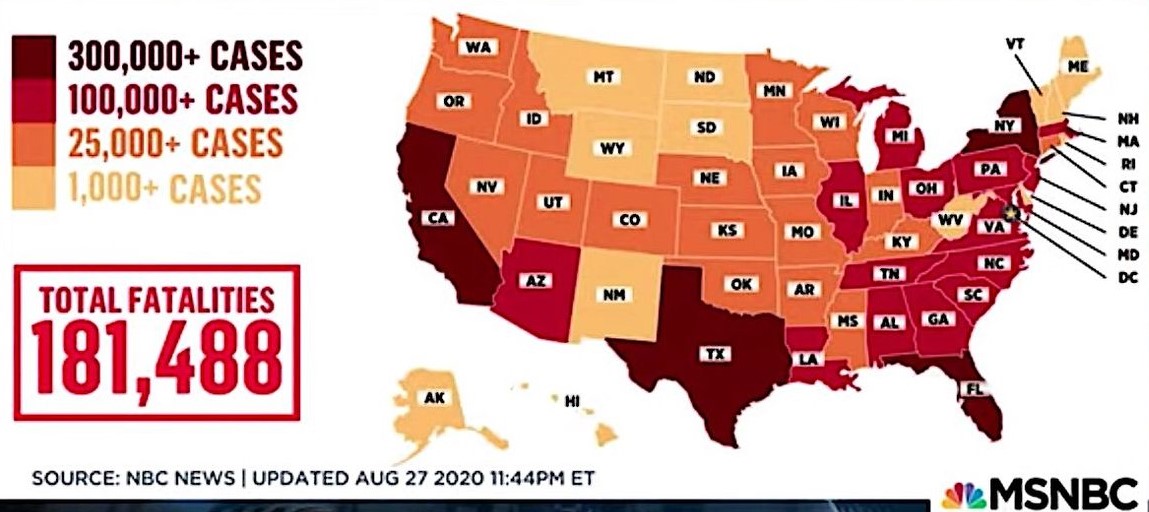 300,000+ CASES
100,000+ CASES
25,000+ CASES
1,000+ CASES
TOTAL FATALITIES
181,488
WA
MT
ND
MN
VT
ME
OR
ID
SD
WI
MI
NY
NH
MA
WY
RI
NE
IA
PA
CT
NV
UT
IL
IN
OH
NJ
CA
CO
KS
MO
WV
VA
DE
KY
MD
AZ
NM
OK
AR
TN
NC
DC
SC
MS
AL
GA
TX
LA
AK
HI
FL
SOURCE: NBC NEWS | UPDATED AUG 27 2020 11:44PM ET
MSNBC